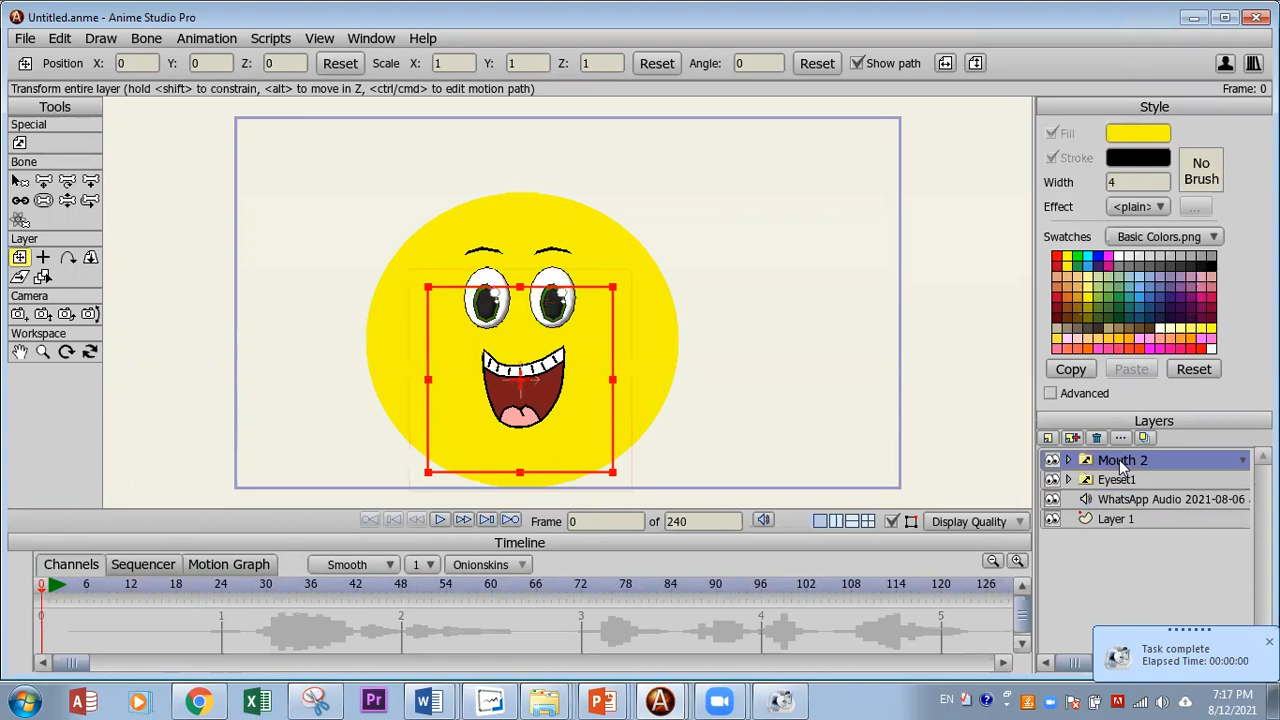 Untitled.anme - Anime Studio Pro
File Edit Draw Bone Animation Scripts View Window Help
Position X: 0 Y: 0 Z: 0 Reset Scale X: 1 Y: 1 Z: 1 Reset Angle: 0 Reset Show path
Transform entire layer (hold <shift> to constrain, <alt> to move in Z, <ctrl/cmd> to edit motion path) Frame: 0
Tools
Special
Bone
Layer
Camera
Workspace
Style
Fill
Stroke
No Brush
Width 4
Effect <plain> ...
Swatches Basic Colors.png
Copy Paste Reset
Advanced
Layers
Mouth 2
Eyeset1
WhatsApp Audio 2021-08-06
Layer 1
Frame 0 of 240 Display Quality
Timeline
Channels Sequencer Motion Graph Smooth 1 Onionskins
0 6 12 18 24 30 36 42 48 54 60 66 72 78 84 90 96 102 108 114 120 126
0 1 2 3 4 5
Task complete
Elapsed Time: 00:00:00
EN 7:17 PM
8/12/2021